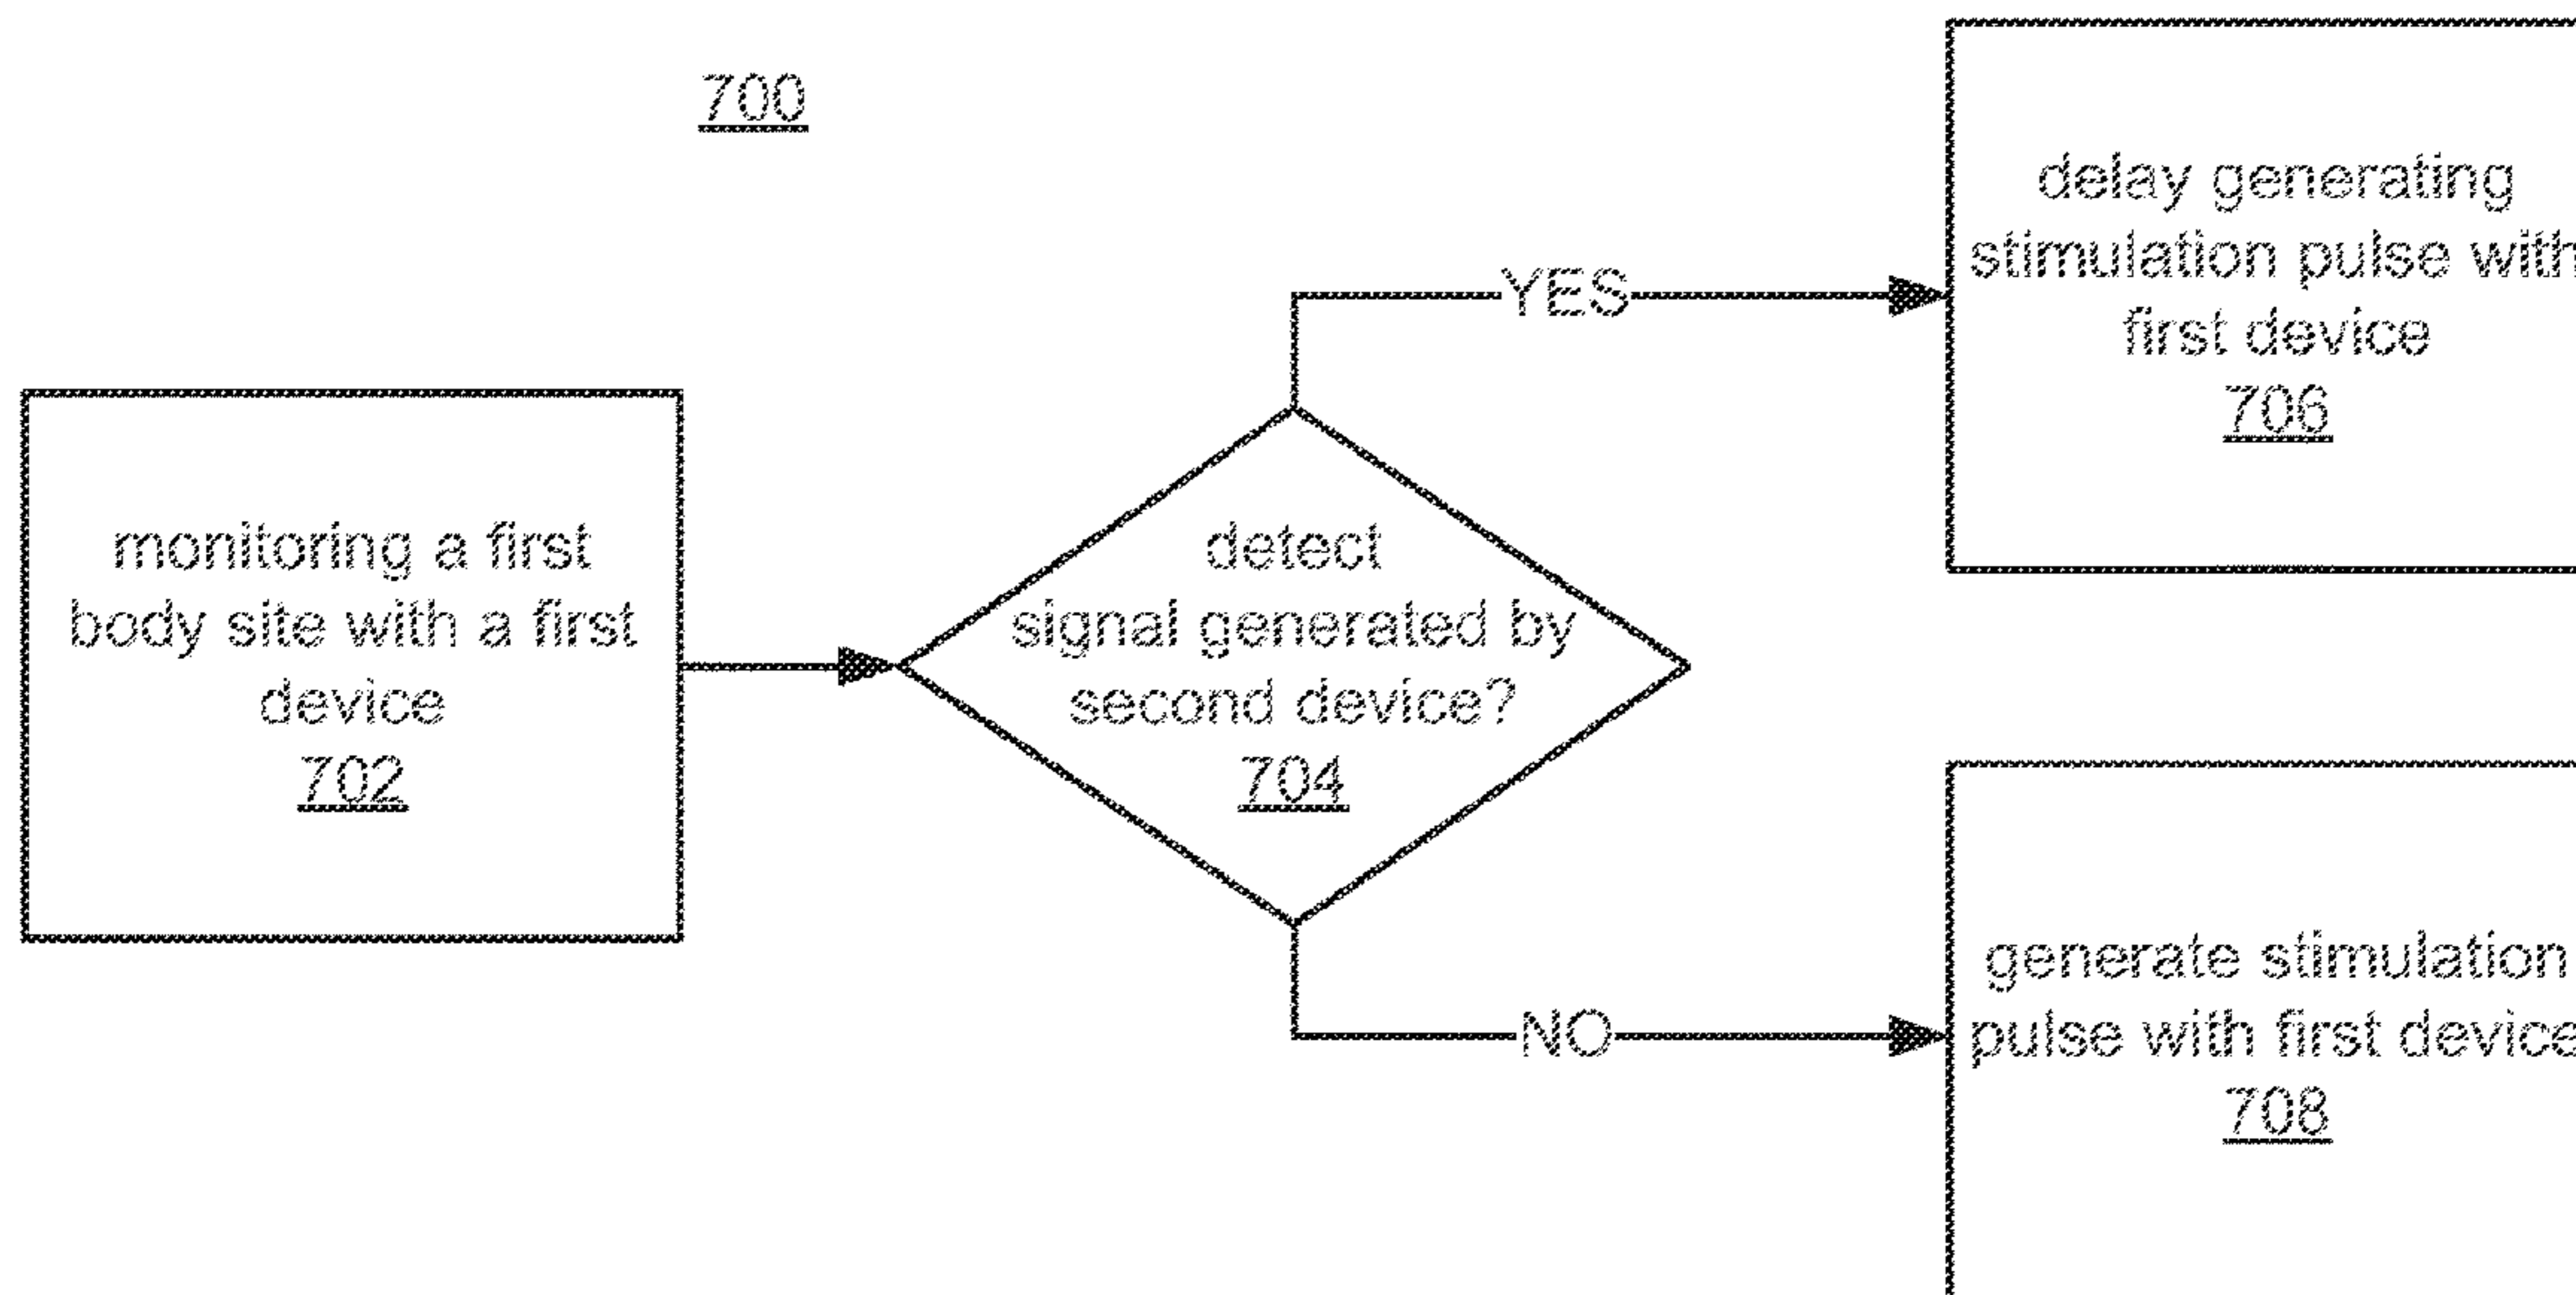 700
monitoring a first
body site with a first
device
702
detect
signal generated by
second device?
704
YES
delay generating
stimulation pulse with
first device
706
NO
generate stimulation
pulse with first device
708